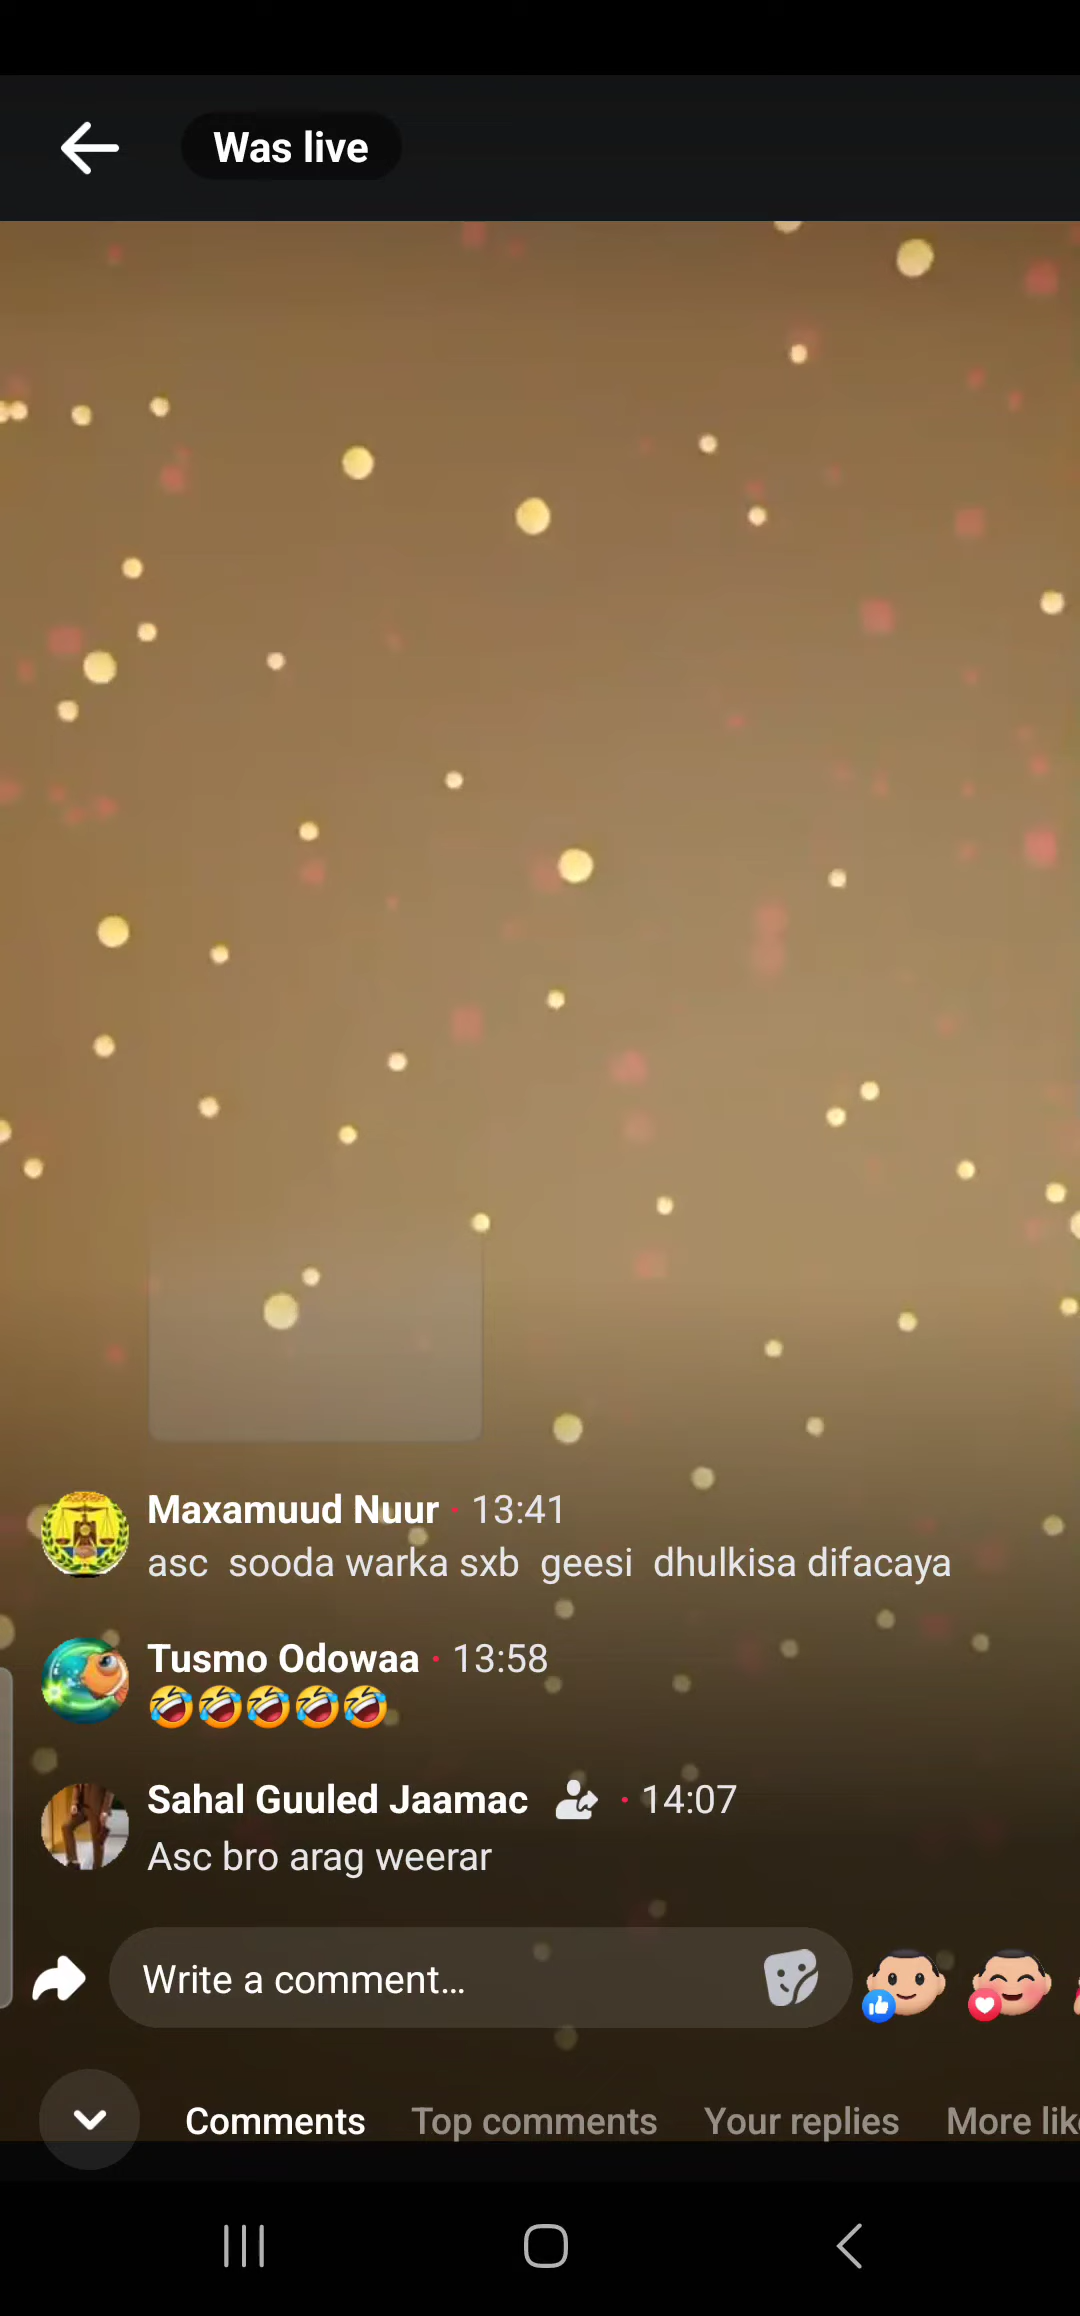 Was live
Maxamuud Nuur · 13:41
asc sooda warka sxb geesi dhulkisa difacaya
Tusmo Odowaa · 13:58
🤣🤣🤣🤣🤣
Sahal Guuled Jaamac · 14:07
Asc bro arag weerar
Write a comment...
Comments Top comments Your replies More lik